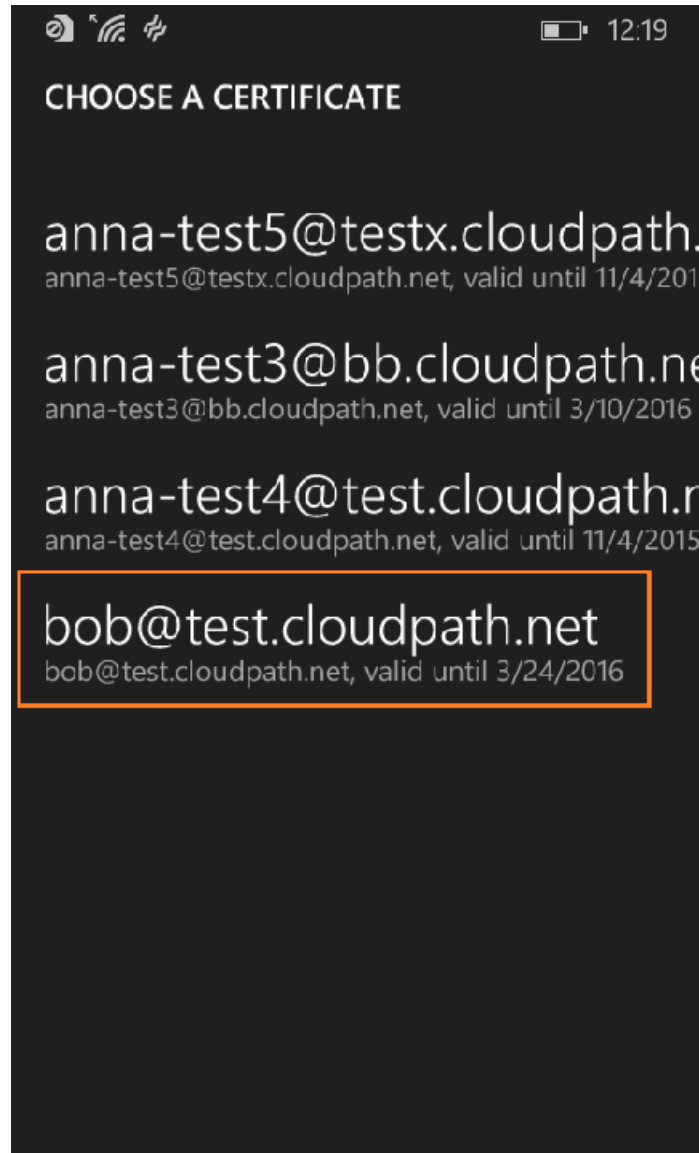 12:19
CHOOSE A CERTIFICATE
anna-test5@testx.cloudpath.
anna-test5@testx.cloudpath.net, valid until 11/4/201
anna-test3@bb.cloudpath.ne
anna-test3@bb.cloudpath.net, valid until 3/10/2016
anna-test4@test.cloudpath.n
anna-test4@test.cloudpath.net, valid until 11/4/2015
bob@test.cloudpath.net
bob@test.cloudpath.net, valid until 3/24/2016